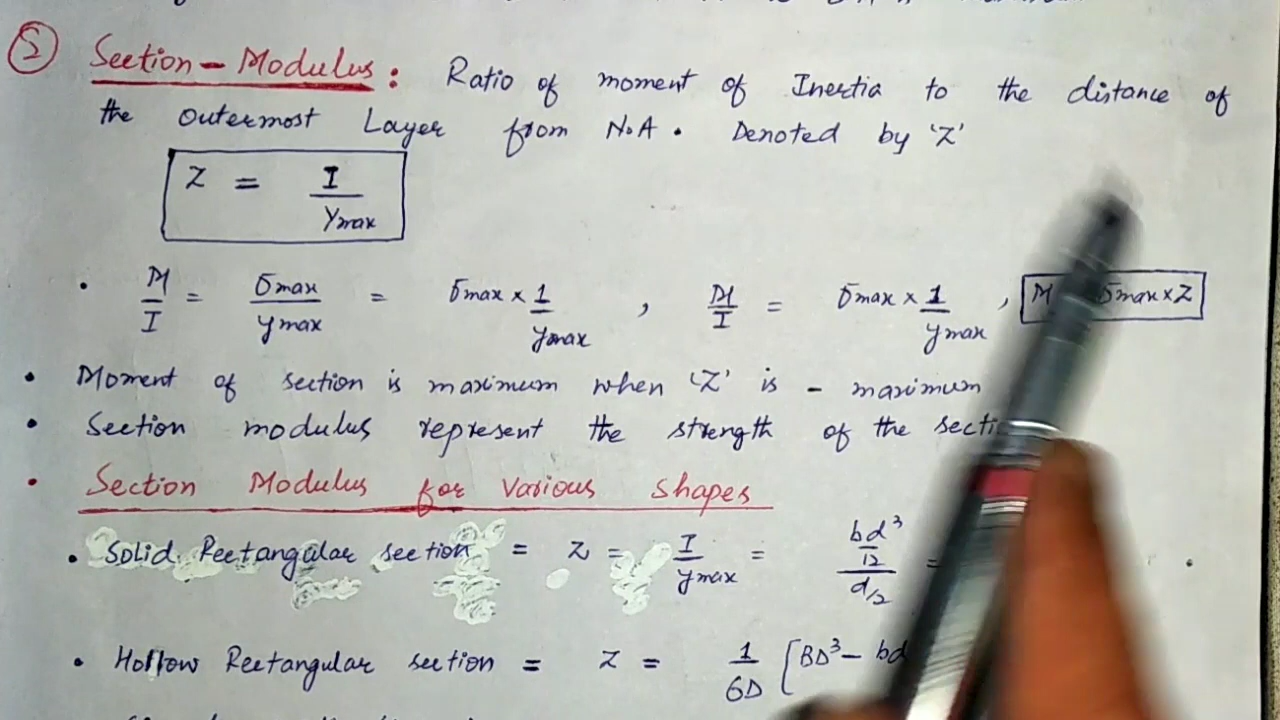 ② Section – Modulus : Ratio of moment of Inertia to the distance of
the outermost Layer from N.A. Denoted by 'Z'
Z = I / Ymax
• M/I = σmax / ymax = σmax × 1/ymax , M/I = σmax × 1/ymax , M σmax × Z
• Moment of section is maximum when 'Z' is – maximum
• Section modulus represent the strength of the
• Section Modulus for Various Shapes
• Solid Rectangular section = Z = I / ymax = bd³/12 / d/2 =
• Hollow Rectangular section = Z = 1/6D [BD³ – bd